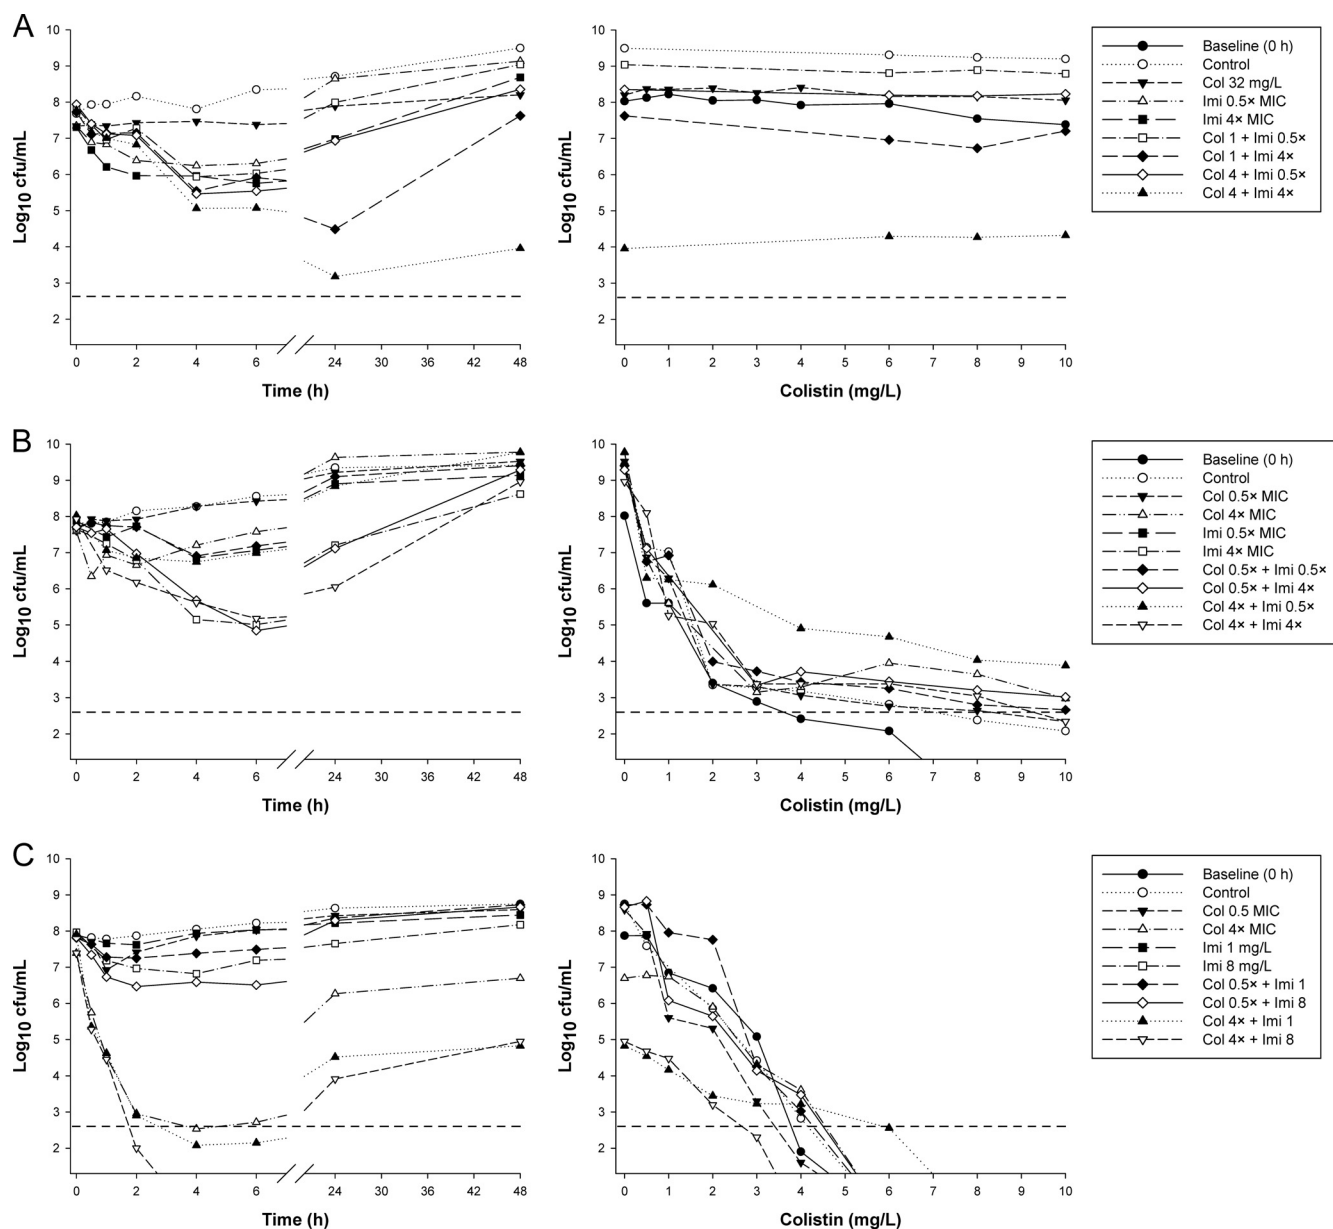 A
10
9
8
7
6
5
4
3
2
Log10 cfu/mL
0 2 4 6 24 30 36 42 48
Time (h)
10
9
8
7
6
5
4
3
2
Log10 cfu/mL
0 1 2 3 4 5 6 7 8 9 10
Colistin (mg/L)
Baseline (0 h)
Control
Col 32 mg/L
Imi 0.5× MIC
Imi 4× MIC
Col 1 + Imi 0.5×
Col 1 + Imi 4×
Col 4 + Imi 0.5×
Col 4 + Imi 4×
B
10
9
8
7
6
5
4
3
2
Log10 cfu/mL
0 2 4 6 24 30 36 42 48
Time (h)
10
9
8
7
6
5
4
3
2
Log10 cfu/mL
0 1 2 3 4 5 6 7 8 9 10
Colistin (mg/L)
Baseline (0 h)
Control
Col 0.5× MIC
Col 4× MIC
Imi 0.5× MIC
Imi 4× MIC
Col 0.5× + Imi 0.5×
Col 0.5× + Imi 4×
Col 4× + Imi 0.5×
Col 4× + Imi 4×
C
10
9
8
7
6
5
4
3
2
Log10 cfu/mL
0 2 4 6 24 30 36 42 48
Time (h)
10
9
8
7
6
5
4
3
2
Log10 cfu/mL
0 1 2 3 4 5 6 7 8 9 10
Colistin (mg/L)
Baseline (0 h)
Control
Col 0.5 MIC
Col 4× MIC
Imi 1 mg/L
Imi 8 mg/L
Col 0.5× + Imi 1
Col 0.5× + Imi 8
Col 4× + Imi 1
Col 4× + Imi 8